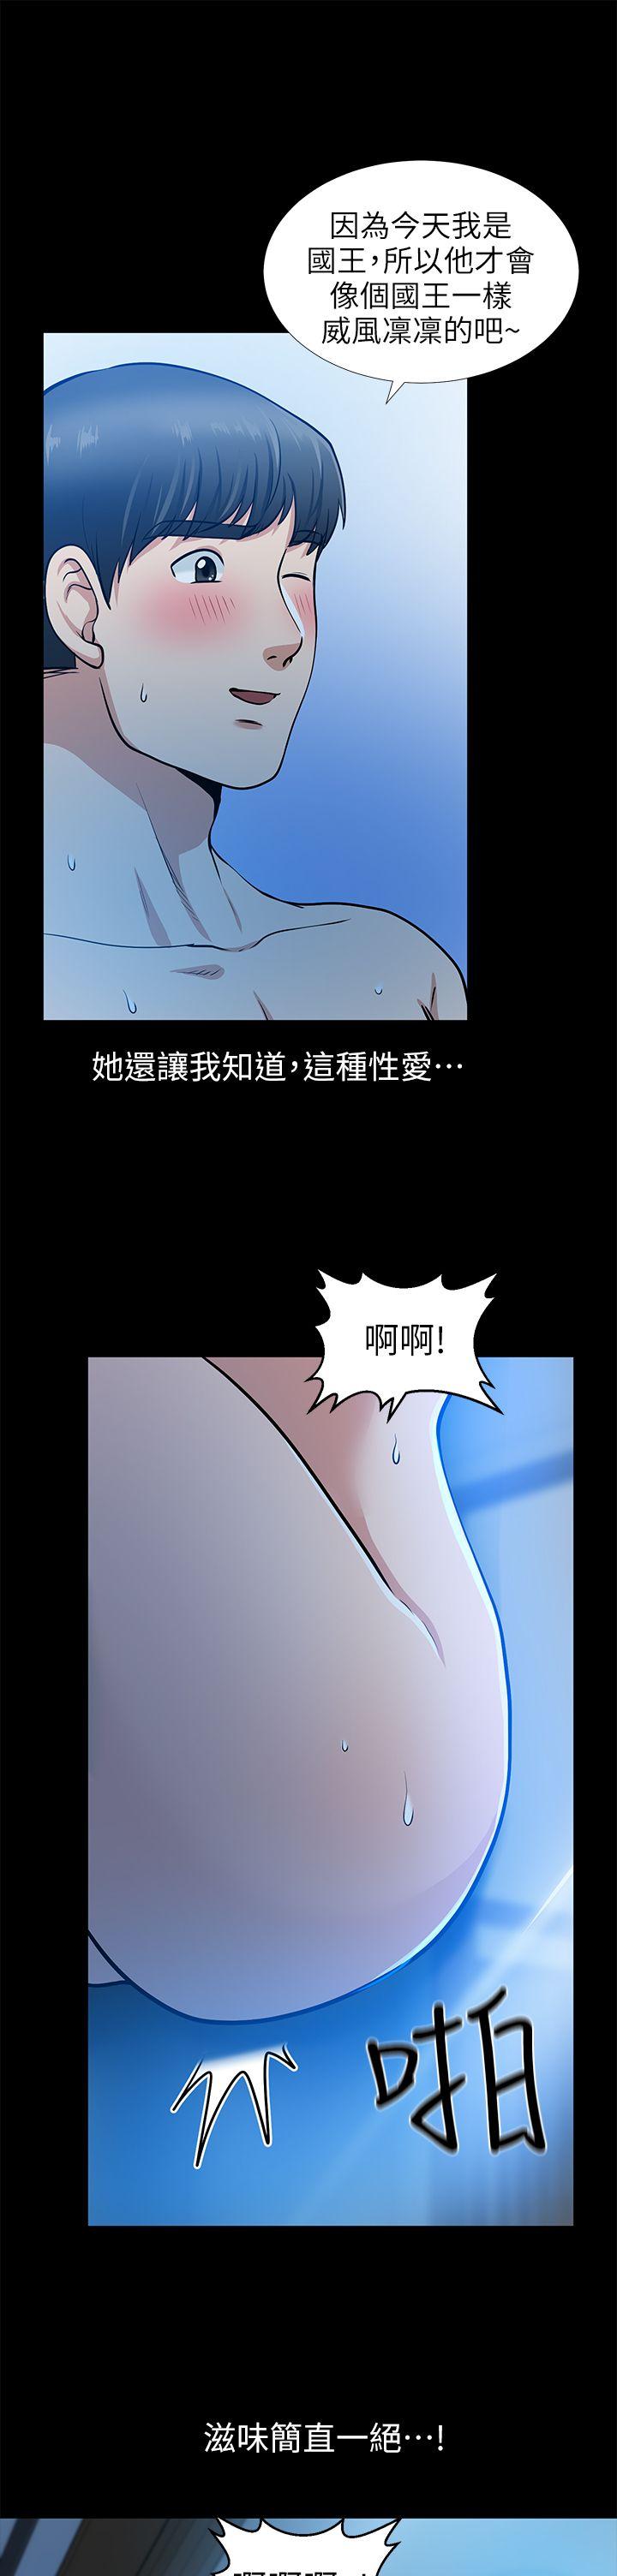 因為今天我是
國王，所以他才會
像個國王一樣
威風凜凜的吧~
她還讓我知道，這種性愛⋯
啊啊!
啪
滋味簡直一絕⋯!